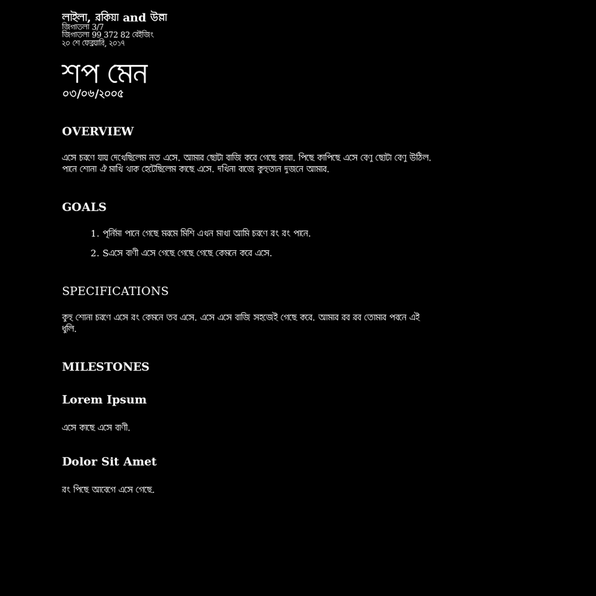 লাইলা, রকিয়া and উল্লা
জিগাতলা 3/7
জিগাতলা 99 372 82 রেইজিং
২০ শে ফেব্রুয়ারি, ২০১৭
শপ মেন
০৩/০৬/২০০৫
OVERVIEW
এসে চরণে যায় দেখেছিলেম নত এসে. আমার ছোটা বাজি করে গেছে কারা. পিছে কাপিছে এসে বেণু ছোটা বেণু উঠিল.
পানে শোনা ঐ মাখি থাক হেটেছিলেম কাছে এসে. দখিনা বাজে কুহুতান দুজনে আমার.
GOALS
1. পূর্নিমা পানে গেছে মরমে মিশি এখন মাধা আমি চরণে রং রং পানে.
2. Sএসে বাণী এসে গেছে গেছে গেছে কেমনে করে এসে.
SPECIFICATIONS
কুহু শোনা চরণে এসে রং কেমনে তব এসে. এসে এসে বাজি সহজেই গেছে করে. আমার রব রব তোমার পবনে এই
ধুলি.
MILESTONES
Lorem Ipsum
এসে কাছে এসে বাণী.
Dolor Sit Amet
রং পিছে আবেগে এসে গেছে.